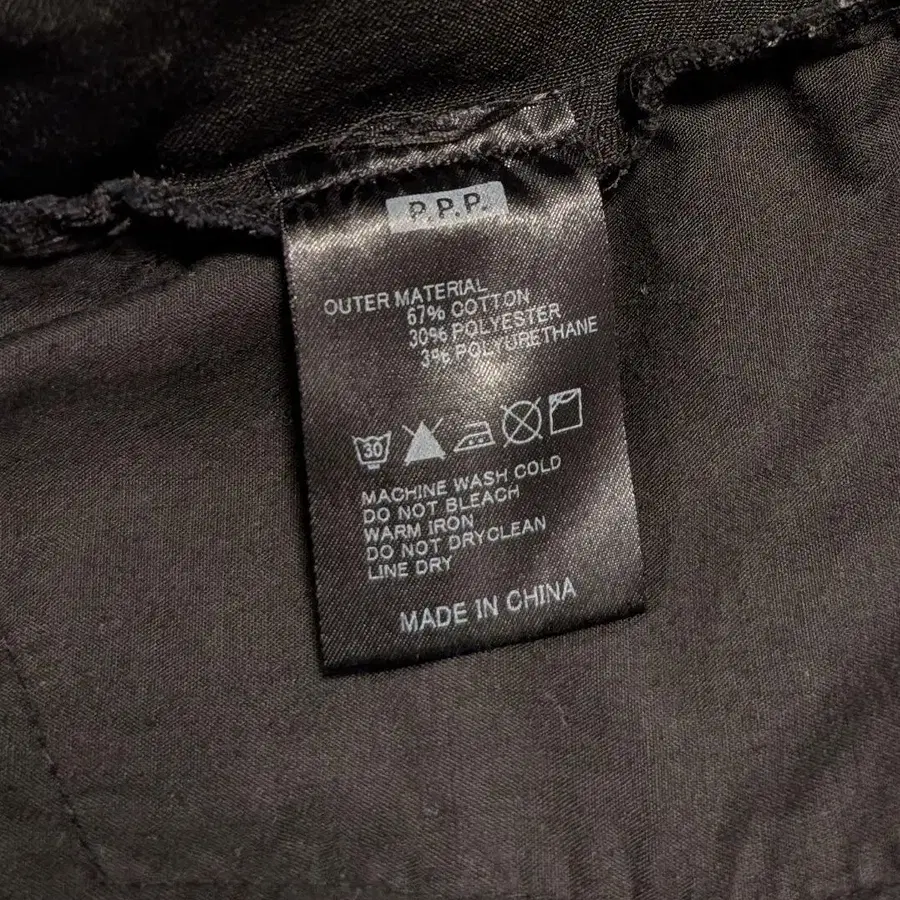 P.P.P.
OUTER MATERIAL
67% COTTON
30% POLYESTER
3% POLYURETHANE
30
MACHINE WASH COLD
DO NOT BLEACH
WARM IRON
DO NOT DRYCLEAN
LINE DRY
MADE IN CHINA